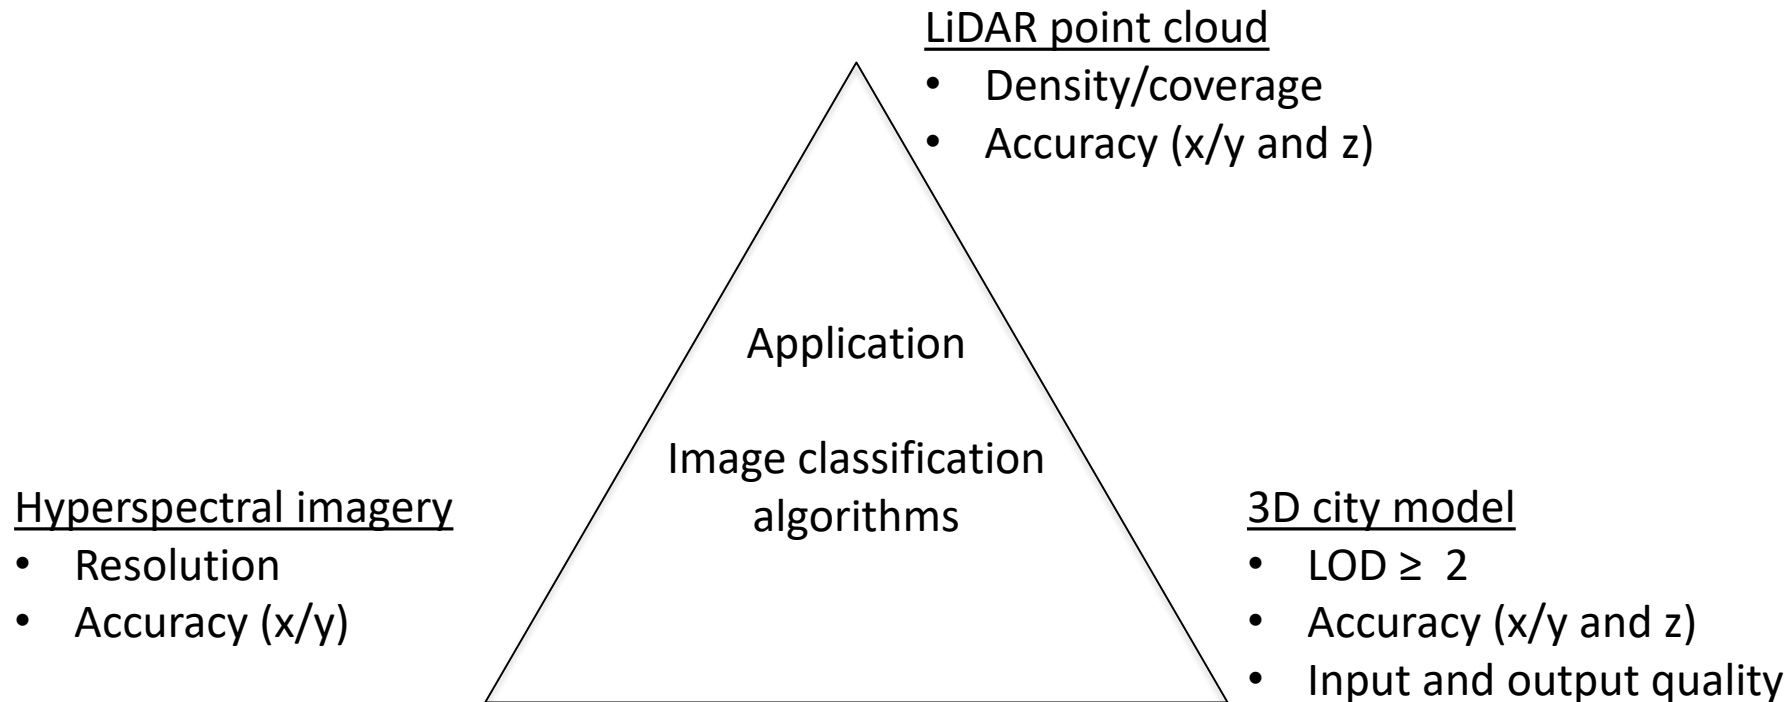 LiDAR point cloud
• Density/coverage
• Accuracy (x/y and z)
Application
Image classification
algorithms
Hyperspectral imagery
• Resolution
• Accuracy (x/y)
3D city model
• LOD ≥ 2
• Accuracy (x/y and z)
• Input and output quality